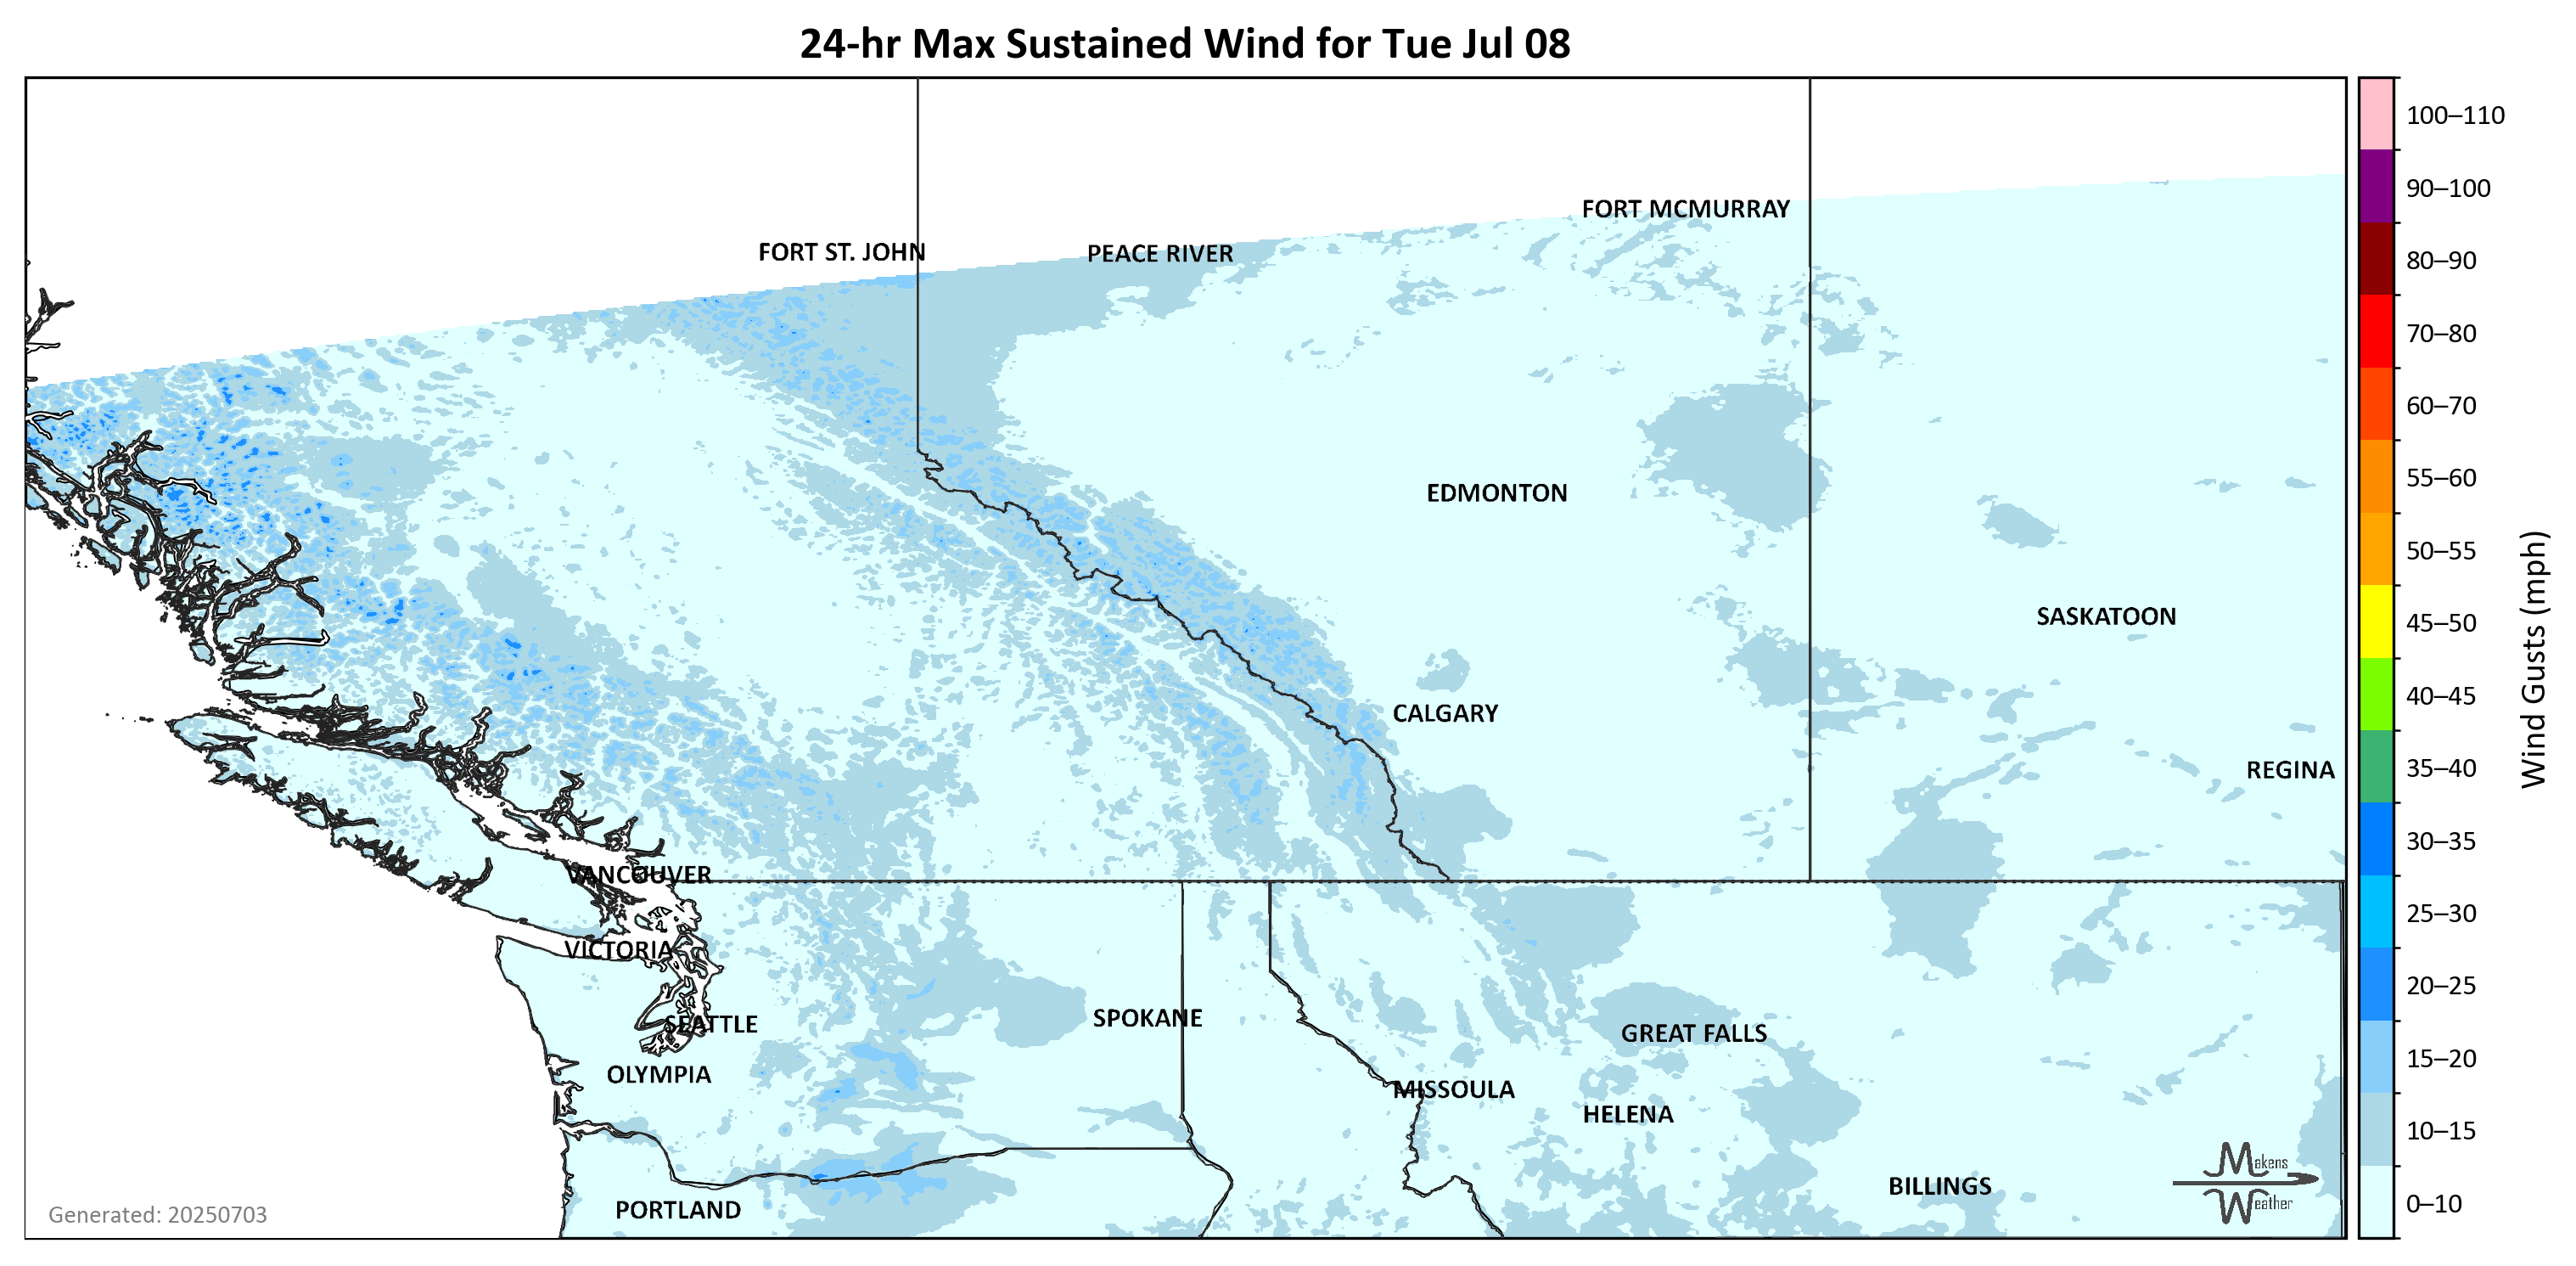 24-hr Max Sustained Wind for Tue Jul 08
FORT MCMURRAY
FORT ST. JOHN
PEACE RIVER
EDMONTON
SASKATOON
CALGARY
REGINA
VANCOUVER
VICTORIA
SEATTLE
SPOKANE
GREAT FALLS
OLYMPIA
MISSOULA
HELENA
BILLINGS
PORTLAND
Generated: 20250703
Makens
Weather
100–110
90–100
80–90
70–80
60–70
55–60
50–55
45–50
40–45
35–40
30–35
25–30
20–25
15–20
10–15
0–10
Wind Gusts (mph)